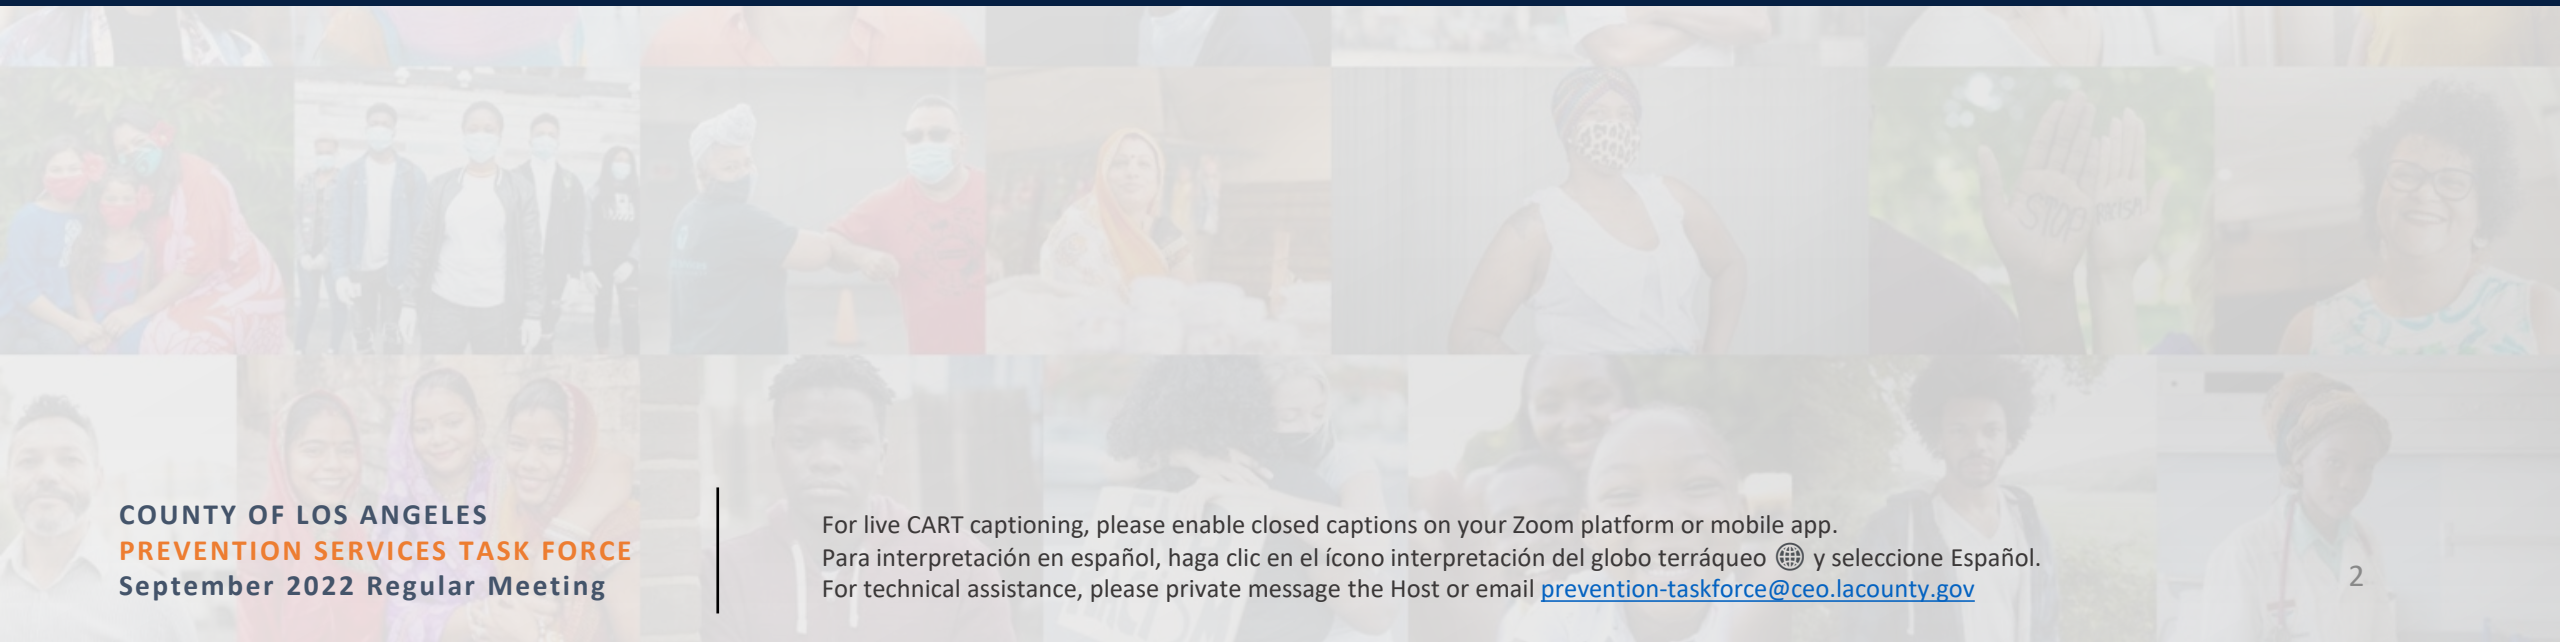 STOP RACISM
COUNTY OF LOS ANGELES
PREVENTION SERVICES TASK FORCE
September 2022 Regular Meeting
For live CART captioning, please enable closed captions on your Zoom platform or mobile app.
Para interpretación en español, haga clic en el ícono interpretación del globo terráqueo y seleccione Español.
For technical assistance, please private message the Host or email prevention-taskforce@ceo.lacounty.gov
2